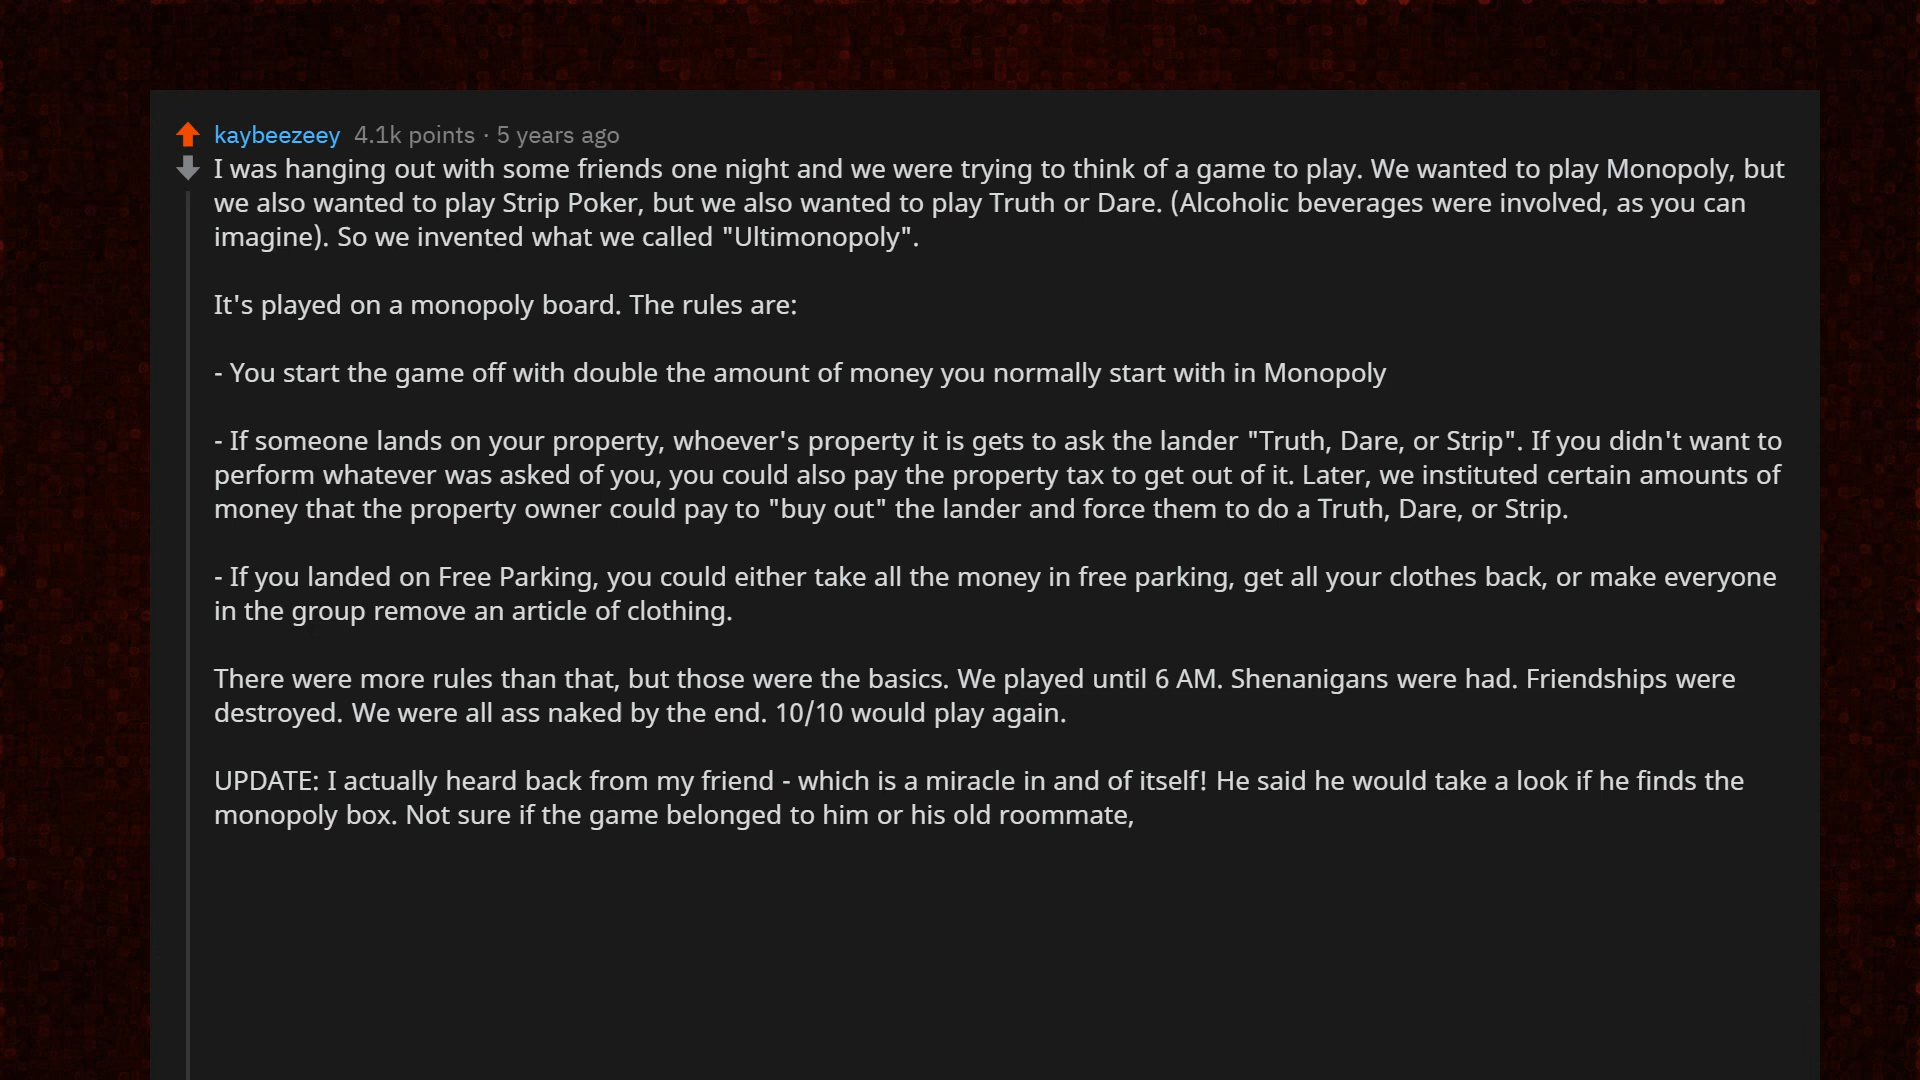 kaybeezeey 4.1k points · 5 years ago
I was hanging out with some friends one night and we were trying to think of a game to play. We wanted to play Monopoly, but
we also wanted to play Strip Poker, but we also wanted to play Truth or Dare. (Alcoholic beverages were involved, as you can
imagine). So we invented what we called "Ultimonopoly".
It's played on a monopoly board. The rules are:
- You start the game off with double the amount of money you normally start with in Monopoly
- If someone lands on your property, whoever's property it is gets to ask the lander "Truth, Dare, or Strip". If you didn't want to
perform whatever was asked of you, you could also pay the property tax to get out of it. Later, we instituted certain amounts of
money that the property owner could pay to "buy out" the lander and force them to do a Truth, Dare, or Strip.
- If you landed on Free Parking, you could either take all the money in free parking, get all your clothes back, or make everyone
in the group remove an article of clothing.
There were more rules than that, but those were the basics. We played until 6 AM. Shenanigans were had. Friendships were
destroyed. We were all ass naked by the end. 10/10 would play again.
UPDATE: I actually heard back from my friend - which is a miracle in and of itself! He said he would take a look if he finds the
monopoly box. Not sure if the game belonged to him or his old roommate,